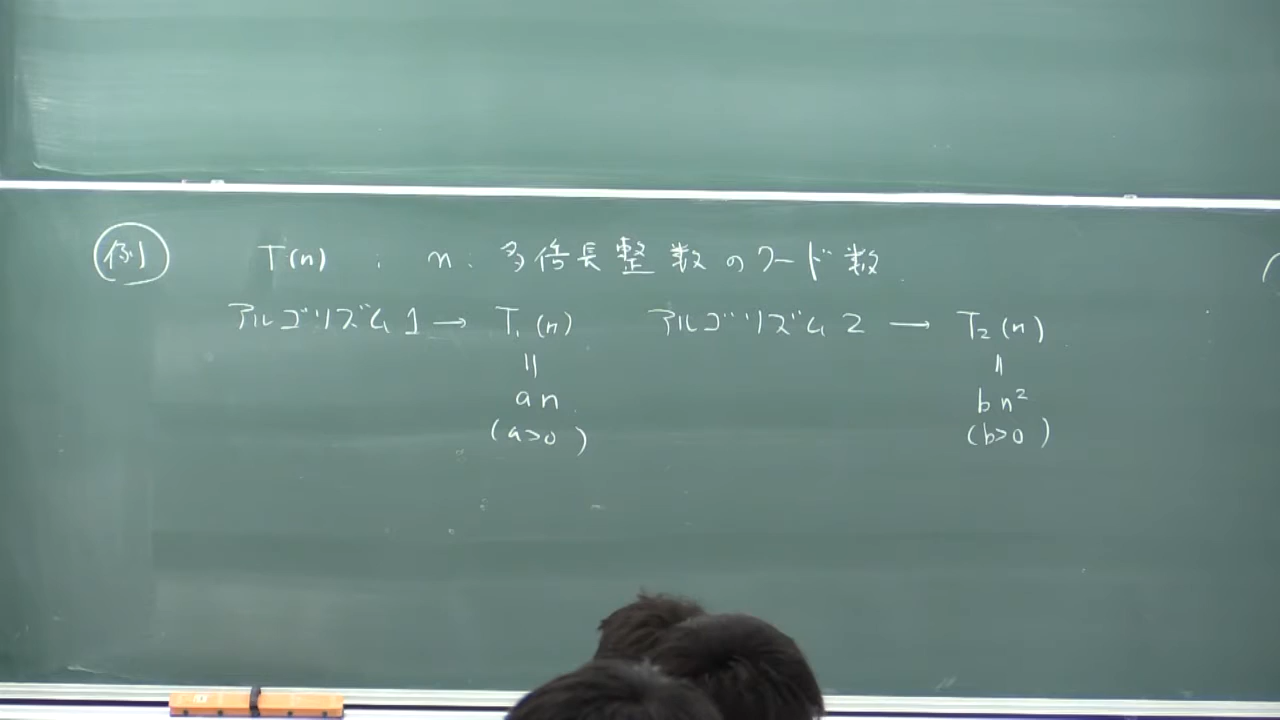 例 T(n) : n : 多倍長整数のワード数
アルゴリズム1 → T₁(n) アルゴリズム2 → T₂(n)
|| ||
an bn²
(a>0) (b>0)